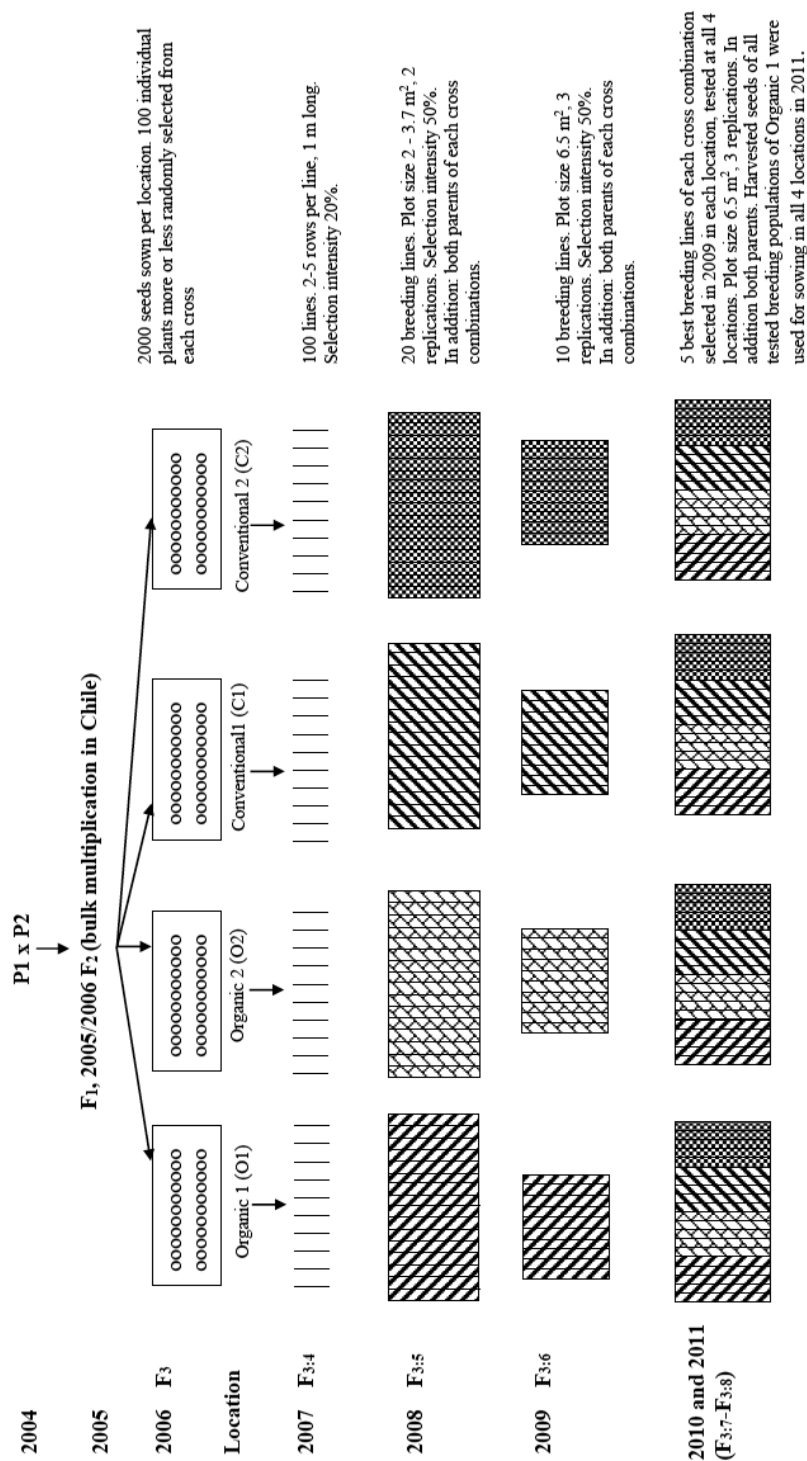 2004
P1 x P2
2005
F1, 2005/2006 F2 (bulk multiplication in Chile)
2006
F3
oooooooooooo
oooooooooooo
oooooooooooo
oooooooooooo
oooooooooooo
oooooooooooo
oooooooooooo
oooooooooooo
2000 seeds sown per location. 100 individual
plants more or less randomly selected from
each cross
Location
Organic 1 (O1)
Organic 2 (O2)
Conventional1 (C1)
Conventional 2 (C2)
2007
F3:4
100 lines. 2-5 rows per line, 1 m long.
Selection intensity 20%.
2008
F3:5
20 breeding lines. Plot size 2 - 3.7 m², 2
replications. Selection intensity 50%.
In addition: both parents of each cross
combinations.
2009
F3:6
10 breeding lines. Plot size 6.5 m², 3
replications. Selection intensity 50%.
In addition: both parents of each cross
combinations.
2010 and 2011
(F3:7-F3:8)
5 best breeding lines of each cross combination
selected in 2009 in each location, tested at all 4
locations. Plot size 6.5 m², 3 replications. In
addition both parents. Harvested seeds of all
tested breeding populations of Organic 1 were
used for sowing in all 4 locations in 2011.